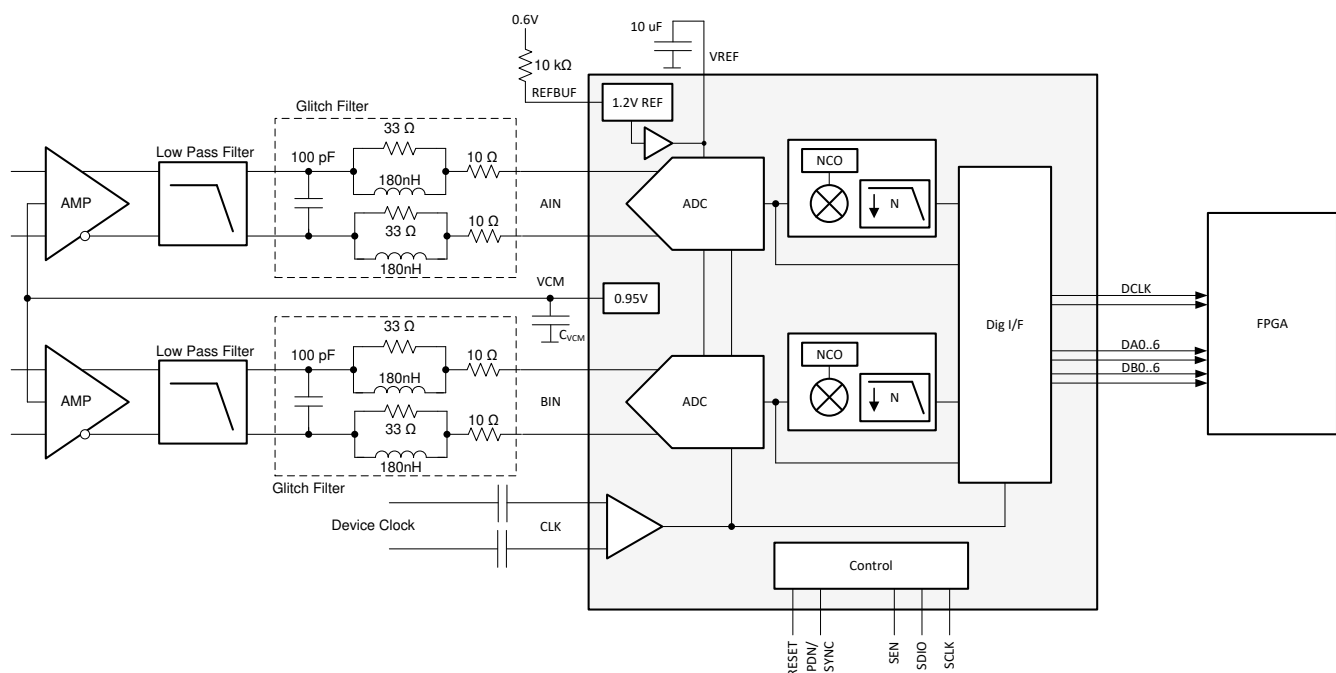 0.6V
10 uF
VREF
10 kΩ
REFBUF
1.2V REF
Glitch Filter
33 Ω
Low Pass Filter
100 pF
10 Ω
180nH
NCO
AMP
AIN
ADC
N
10 Ω
33 Ω
180nH
VCM
0.95V
DCLK
CVCM
Dig I/F
FPGA
33 Ω
Low Pass Filter
100 pF
10 Ω
DA0..6
NCO
DB0..6
180nH
AMP
BIN
ADC
N
10 Ω
33 Ω
180nH
Glitch Filter
Device Clock
CLK
Control
RESET
PDN/
SYNC
SEN
SDIO
SCLK